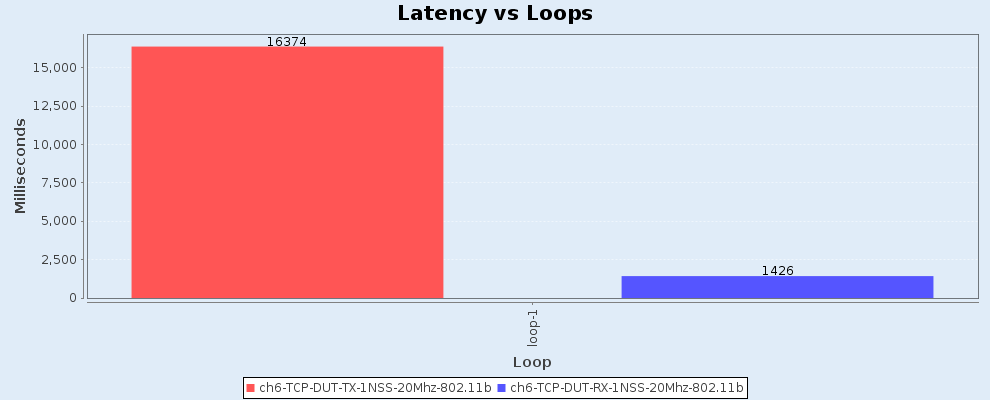 Latency vs Loops
16374
15,000
12,500
10,000
7,500
5,000
2,500
0
1426
Milliseconds
loop-1
Loop
ch6-TCP-DUT-TX-1NSS-20Mhz-802.11b ch6-TCP-DUT-RX-1NSS-20Mhz-802.11b